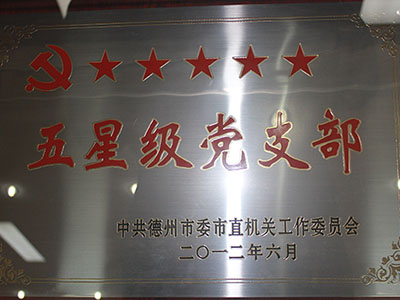 五星级党支部
中共德州市委市直机关工作委员会
二〇一二年六月